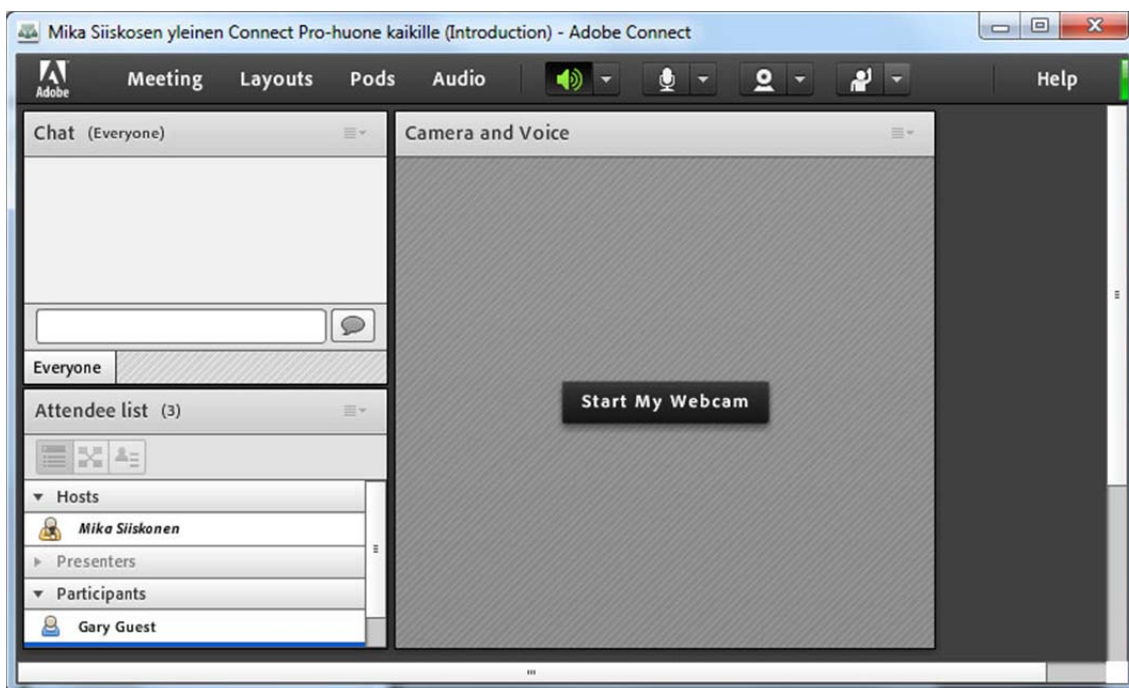 Mika Siiskosen yleinen Connect Pro-huone kaikille (Introduction) - Adobe Connect
Adobe Meeting Layouts Pods Audio Help
Chat (Everyone)
Camera and Voice
Everyone
Start My Webcam
Attendee list (3)
Hosts
Mika Siiskonen
Presenters
Participants
Gary Guest